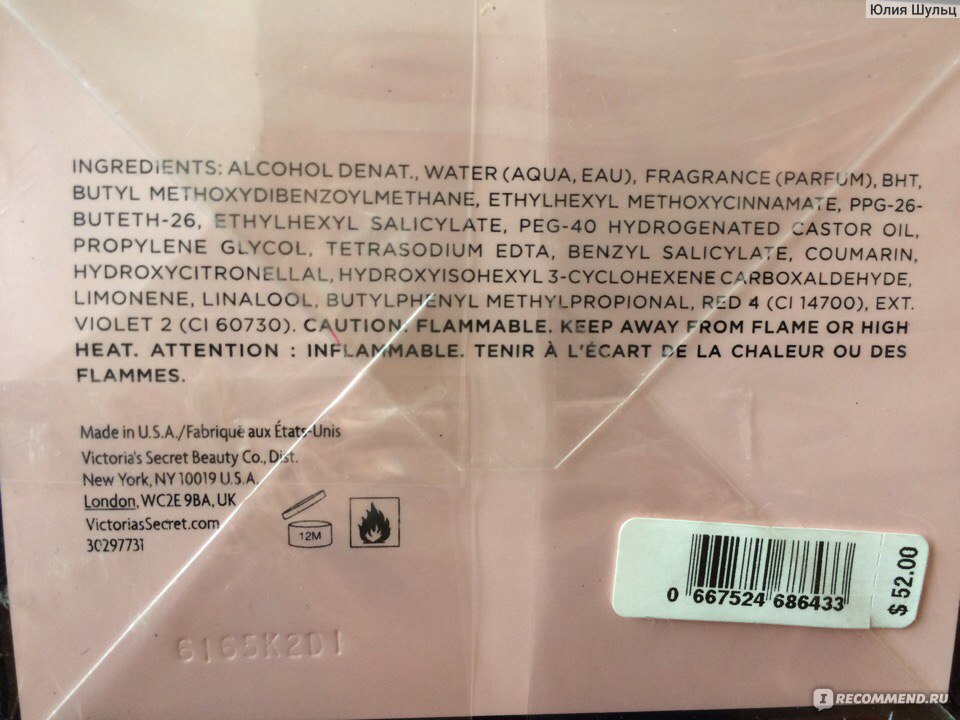 Юлия Шульц
INGREDIENTS: ALCOHOL DENAT., WATER (AQUA, EAU), FRAGRANCE (PARFUM), BHT,
BUTYL METHOXYDIBENZOYLMETHANE, ETHYLHEXYL METHOXYCINNAMATE, PPG-26-
BUTETH-26, ETHYLHEXYL SALICYLATE, PEG-40 HYDROGENATED CASTOR OIL,
PROPYLENE GLYCOL, TETRASODIUM EDTA, BENZYL SALICYLATE, COUMARIN,
HYDROXYCITRONELLAL, HYDROXYISOHEXYL 3-CYCLOHEXENE CARBOXALDEHYDE,
LIMONENE, LINALOOL, BUTYLPHENYL METHYLPROPIONAL, RED 4 (CI 14700), EXT.
VIOLET 2 (CI 60730). CAUTION: FLAMMABLE. KEEP AWAY FROM FLAME OR HIGH
HEAT. ATTENTION : INFLAMMABLE. TENIR À L'ÉCART DE LA CHALEUR OU DES
FLAMMES.
Made in U.S.A./Fabriqué aux États-Unis
Victoria's Secret Beauty Co., Dist.
New York, NY 10019 U.S.A.
London, WC2E 9BA, UK
VictoriasSecret.com
30297731
12M
0 667524 686433
$ 52.00
6165K2D1
IRECOMMEND.RU